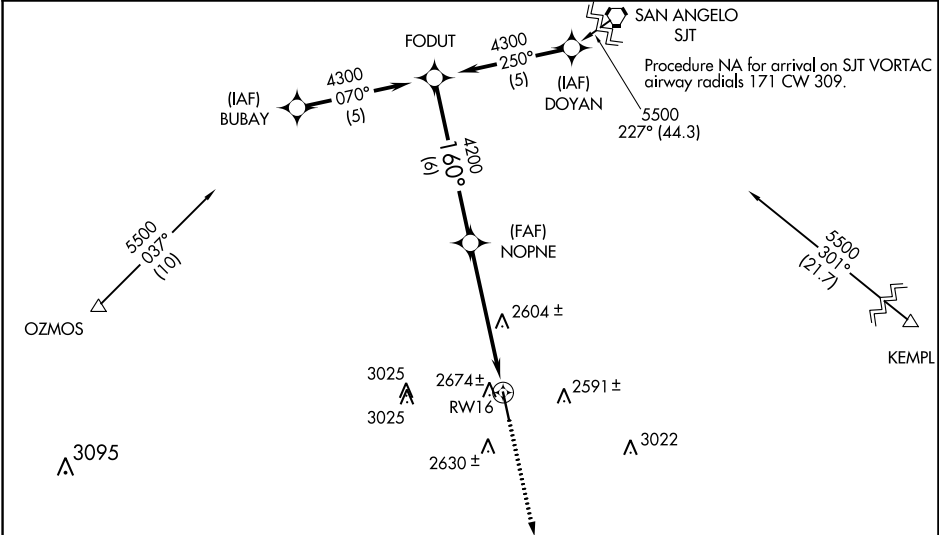 SAN ANGELO
SJT
FODUT
4300
250°
(5)
Procedure NA for arrival on SJT VORTAC
airway radials 171 CW 309.
(IAF)
DOYAN
4300
070°
(5)
(IAF)
BUBAY
5500
227° (44.3)
4200
160°
(6)
(FAF)
NOPNE
5500
037°
(10)
5500
301°
(21.7)
OZMOS
2604 ±
KEMPL
3025
3025
2674±
RW16
2591±
3095
2630 ±
3022